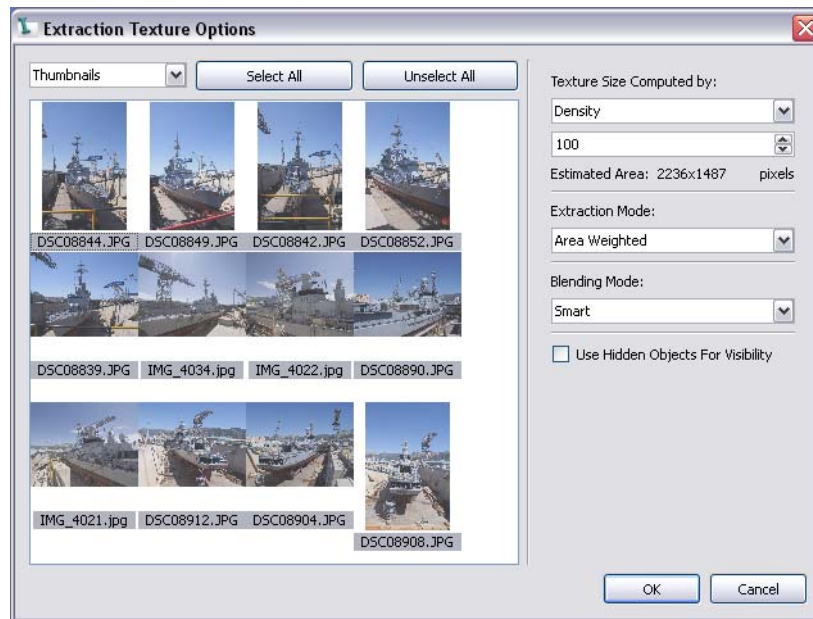 Extraction Texture Options
Thumbnails
Select All
Unselect All
DSC08844.JPG
DSC08849.JPG
DSC08842.JPG
DSC08852.JPG
DSC08839.JPG
IMG_4034.jpg
IMG_4022.jpg
DSC08890.JPG
IMG_4021.jpg
DSC08912.JPG
DSC08904.JPG
DSC08908.JPG
Texture Size Computed by:
Density
100
Estimated Area: 2236x1487 pixels
Extraction Mode:
Area Weighted
Blending Mode:
Smart
Use Hidden Objects For Visibility
OK
Cancel